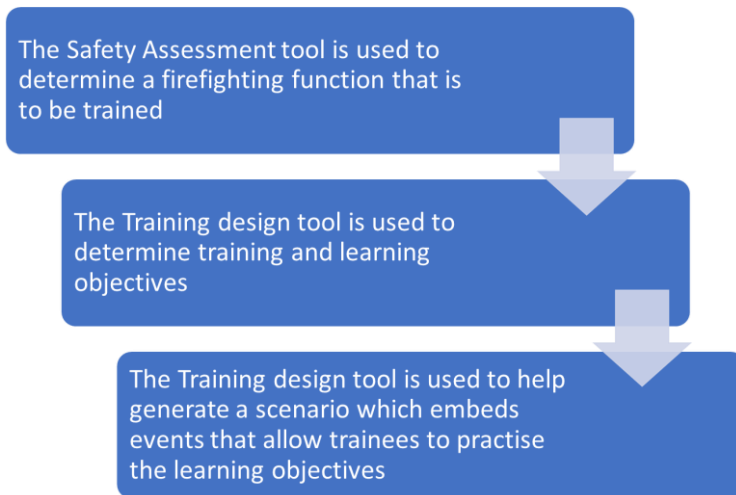 The Safety Assessment tool is used to
determine a firefighting function that is
to be trained
The Training design tool is used to
determine training and learning
objectives
The Training design tool is used to help
generate a scenario which embeds
events that allow trainees to practise
the learning objectives